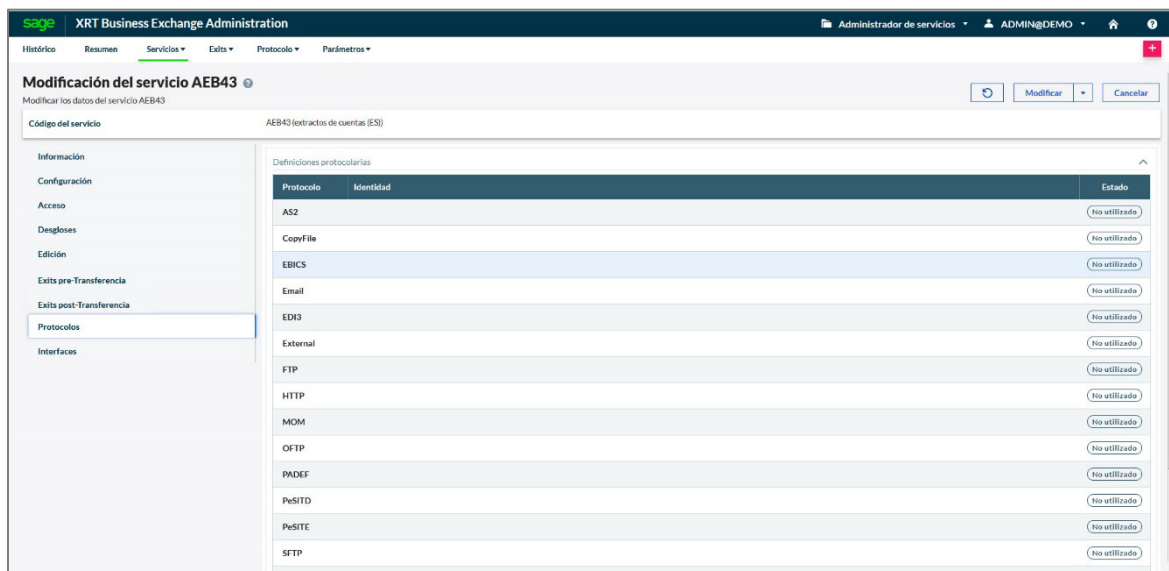 sage XRT Business Exchange Administration Administrador de servicios ADMIN@DEMO
Histórico Resumen Servicios Exits Protocolo Parámetros
Modificación del servicio AEB43
Modificar los datos del servicio AEB43
Modificar Cancelar
Código del servicio AEB43 (extractos de cuentas (ES))
Información
Configuración
Acceso
Desgloses
Edición
Exits pre-Transferencia
Exits post-Transferencia
Protocolos
Interfaces
Definiciones protocolarias
Protocolo Identidad Estado
AS2 No utilizado
CopyFile No utilizado
EBICS No utilizado
Email No utilizado
EDI3 No utilizado
External No utilizado
FTP No utilizado
HTTP No utilizado
MOM No utilizado
OFTP No utilizado
PADEF No utilizado
PeSITD No utilizado
PeSITE No utilizado
SFTP No utilizado